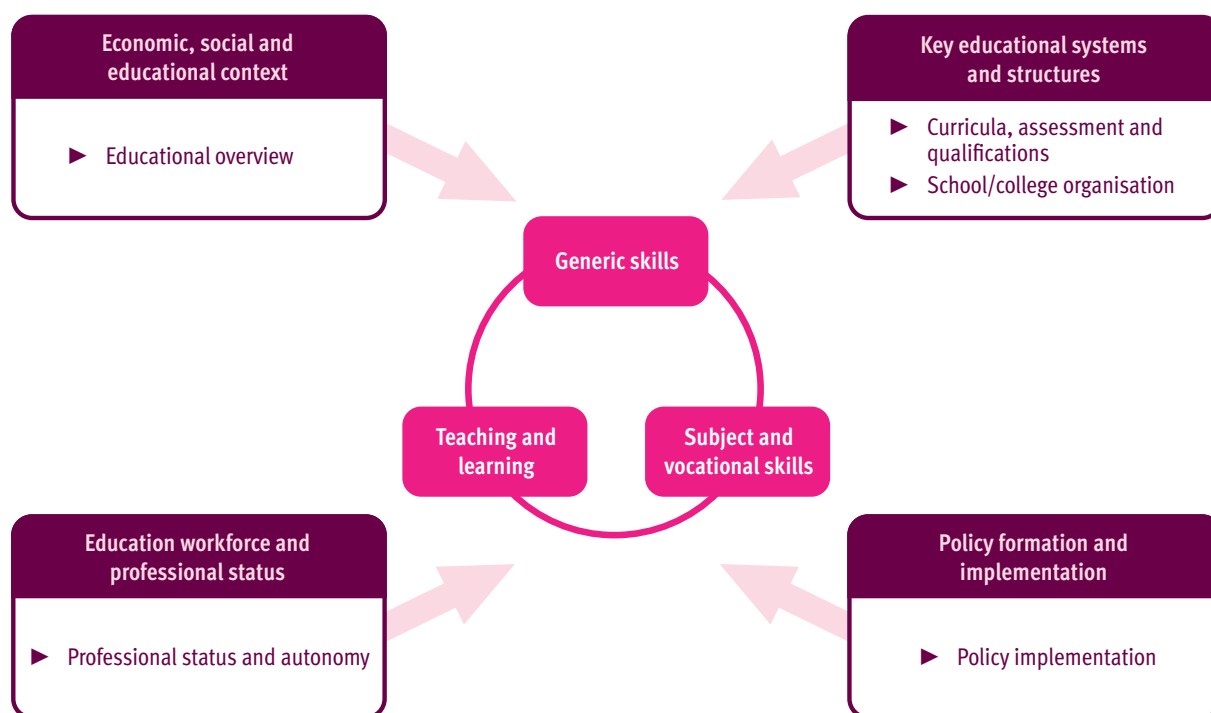 Economic, social and
educational context
► Educational overview
Key educational systems
and structures
► Curricula, assessment and
qualifications
► School/college organisation
Generic skills
Teaching and
learning
Subject and
vocational skills
Education workforce and
professional status
► Professional status and autonomy
Policy formation and
implementation
► Policy implementation